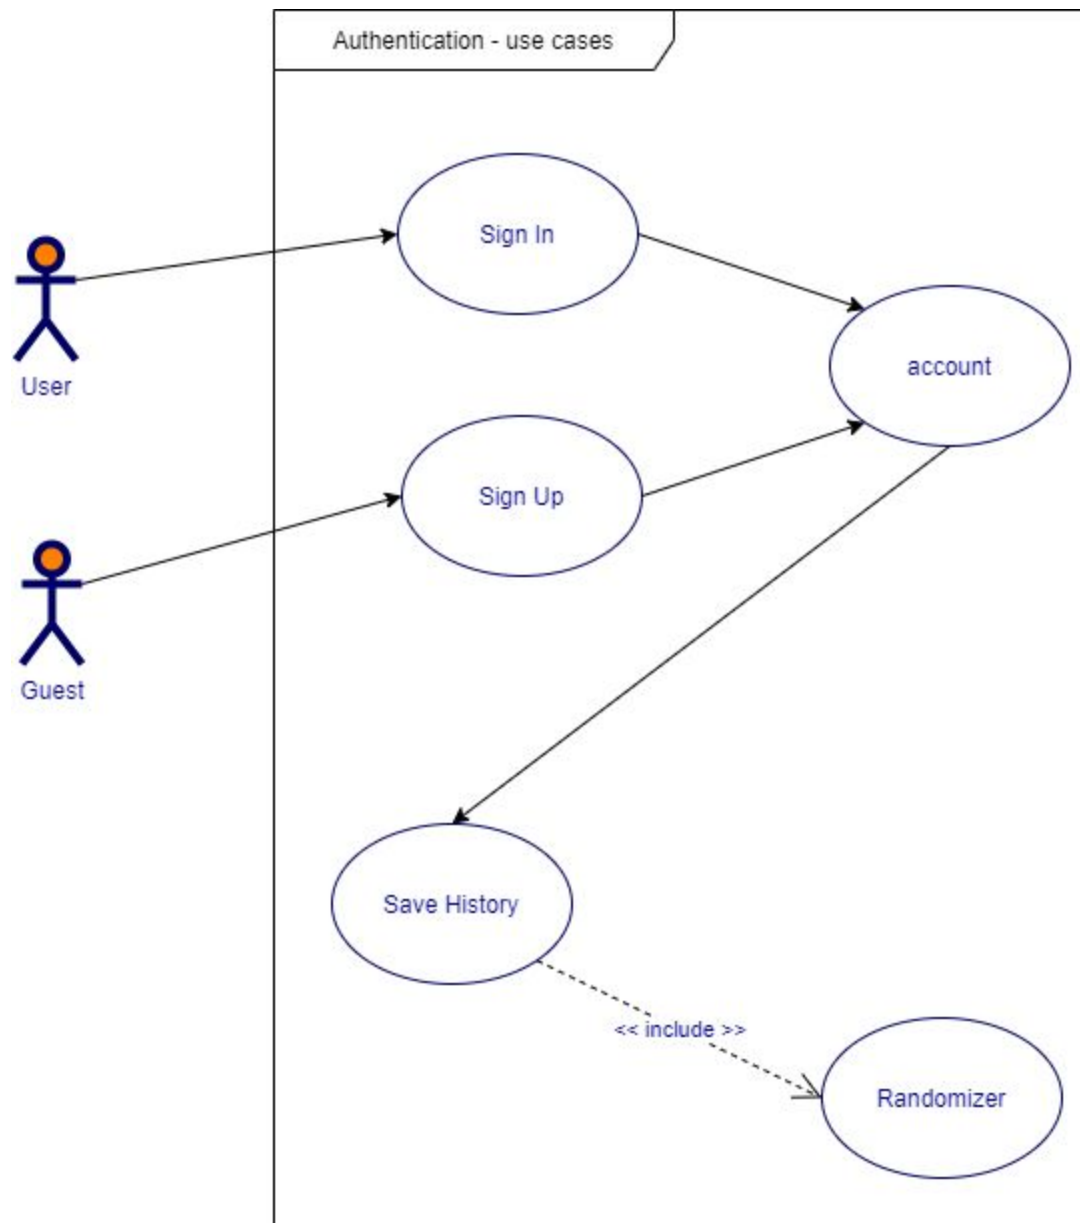 Authentication - use cases
Sign In
User
account
Sign Up
Guest
Save History
<< include >>
Randomizer